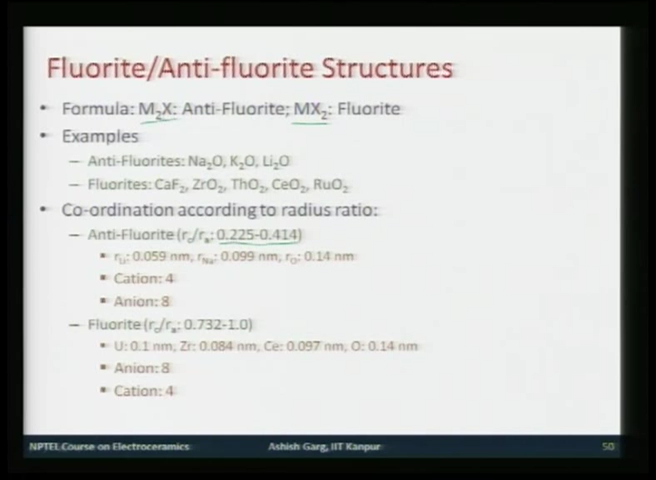 Fluorite/Anti-fluorite Structures
• Formula: M₂X: Anti-Fluorite; MX₂: Fluorite
• Examples
– Anti-Fluorites: Na₂O, K₂O, Li₂O
– Fluorites: CaF₂, ZrO₂, ThO₂, CeO₂, RuO₂
• Co-ordination according to radius ratio:
– Anti-Fluorite (rc/ra: 0.225-0.414)
▪ rLi: 0.059 nm, rNa: 0.099 nm, rO: 0.14 nm
▪ Cation: 4
▪ Anion: 8
– Fluorite (rc/ra: 0.732-1.0)
▪ U: 0.1 nm; Zr: 0.084 nm, Ce: 0.097 nm, O: 0.14 nm
▪ Anion: 8
▪ Cation: 4
NPTEL Course on Electroceramics Ashish Garg, IIT Kanpur 50